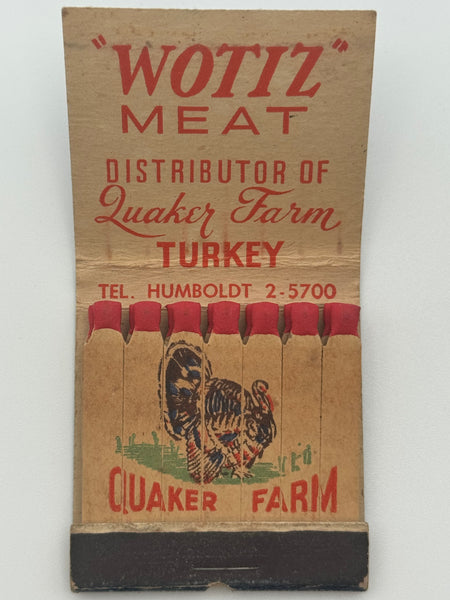 "WOTIZ"
MEAT
DISTRIBUTOR OF
Quaker Farm
TURKEY
TEL. HUMBOLDT 2-5700
QUAKER FARM